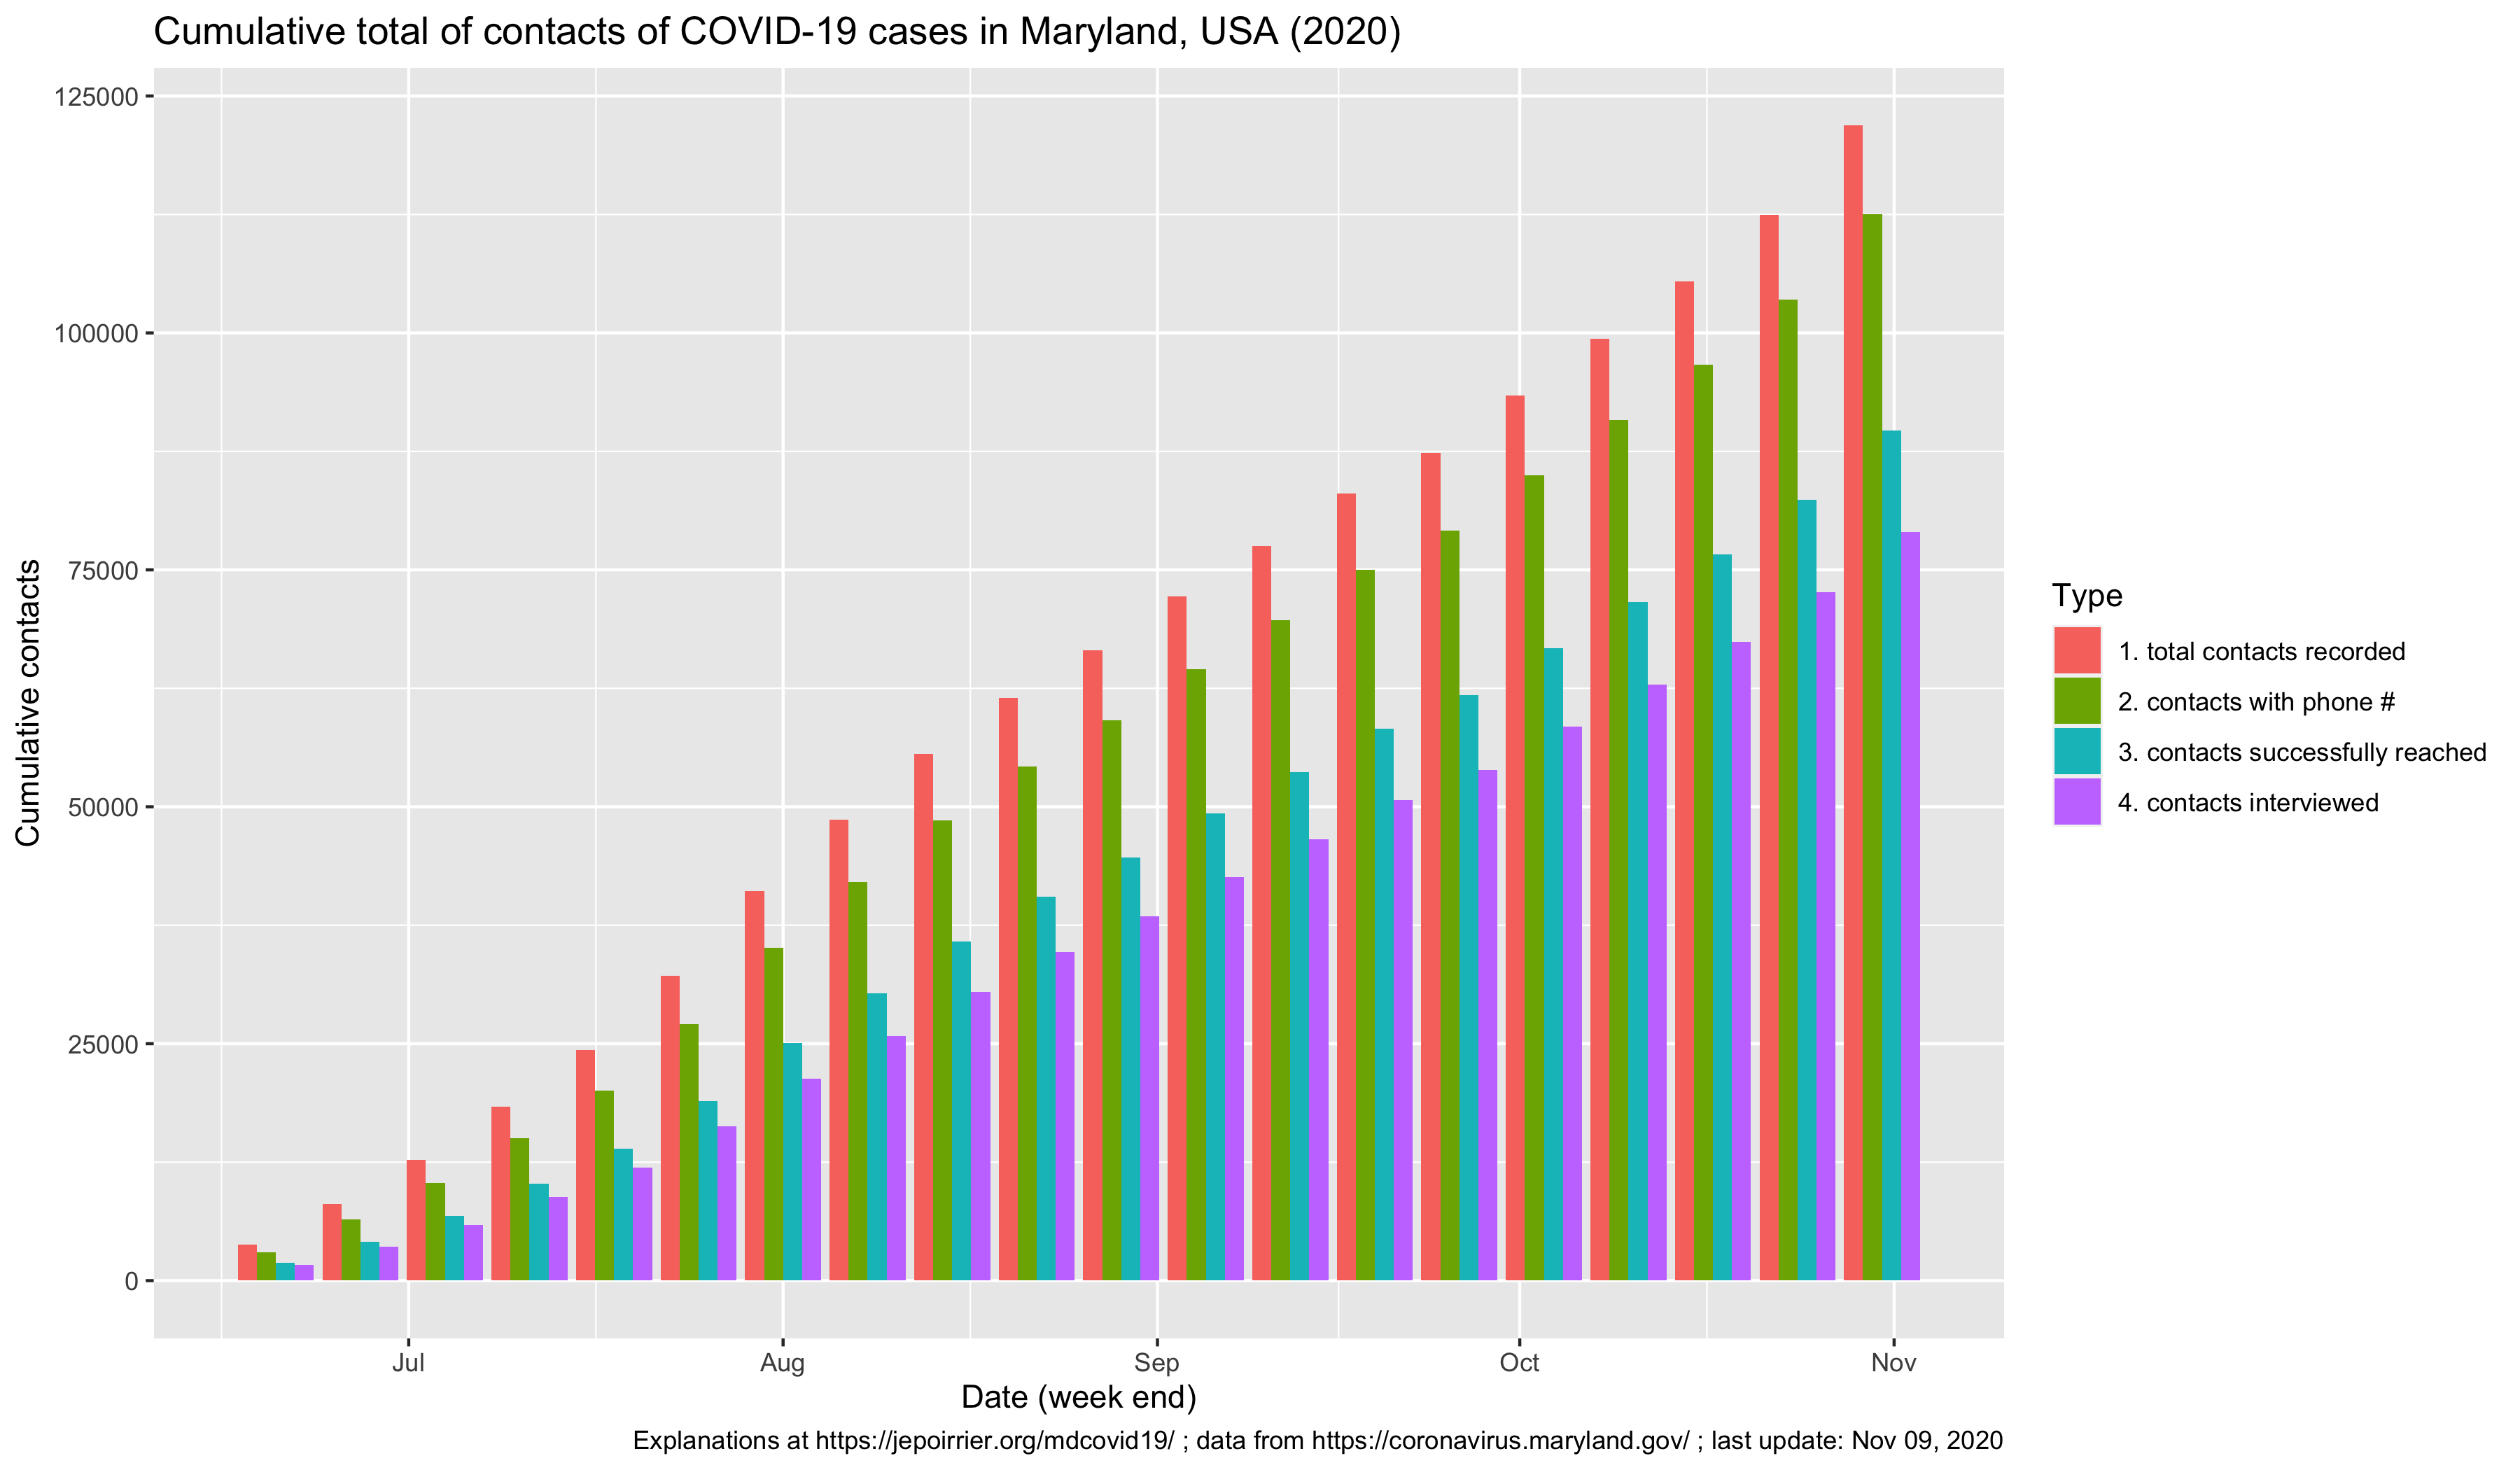 Cumulative total of contacts of COVID-19 cases in Maryland, USA (2020)
125000
100000
75000
50000
25000
0
Cumulative contacts
Jul Aug Sep Oct Nov
Date (week end)
Type
1. total contacts recorded
2. contacts with phone #
3. contacts successfully reached
4. contacts interviewed
Explanations at https://jepoirrier.org/mdcovid19/ ; data from https://coronavirus.maryland.gov/ ; last update: Nov 09, 2020